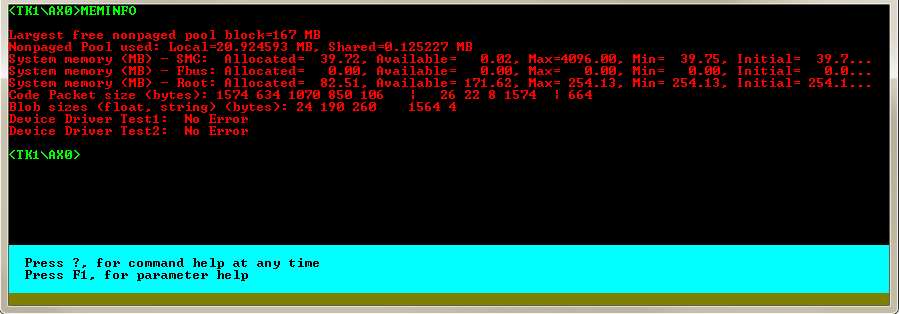 <TK1\AX0>MEMINFO
Largest free nonpaged pool block=167 MB
Nonpaged Pool used: Local=20.924593 MB, Shared=0.125227 MB
System memory (MB) - SMC:  Allocated=  39.72, Available=   0.02, Max=4096.00, Min=  39.75, Initial=  39.7...
System memory (MB) - Fbus: Allocated=   0.00, Available=   0.00, Max=   0.00, Min=   0.00, Initial=   0.0...
System memory (MB) - Root: Allocated=  82.51, Available= 171.62, Max= 254.13, Min= 254.13, Initial= 254.1...
Code Packet size (bytes): 1574 634 1070 850 106   ¦   26 22 8 1574  ¦ 664
Blob sizes (float, string) (bytes): 24 190 260    1564 4
Device Driver Test1:  No Error
Device Driver Test2:  No Error
<TK1\AX0>
Press ?, for command help at any time
Press F1, for parameter help